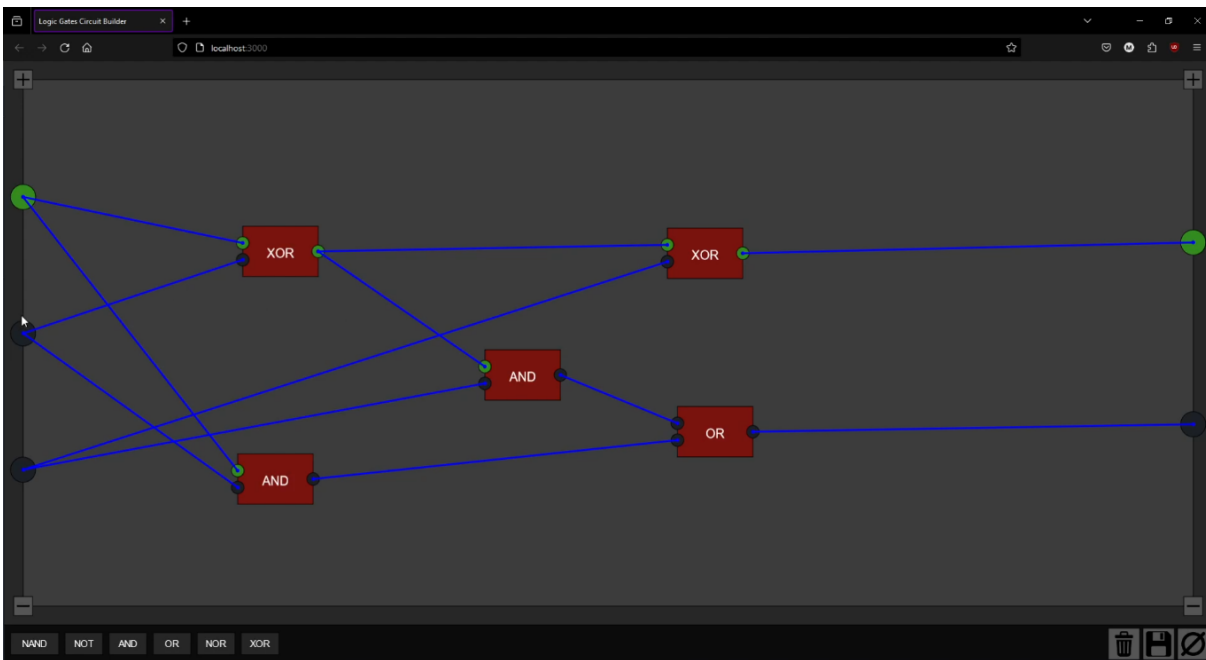 Logic Gates Circuit Builder
localhost:3000
XOR
XOR
AND
OR
AND
NAND NOT AND OR NOR XOR